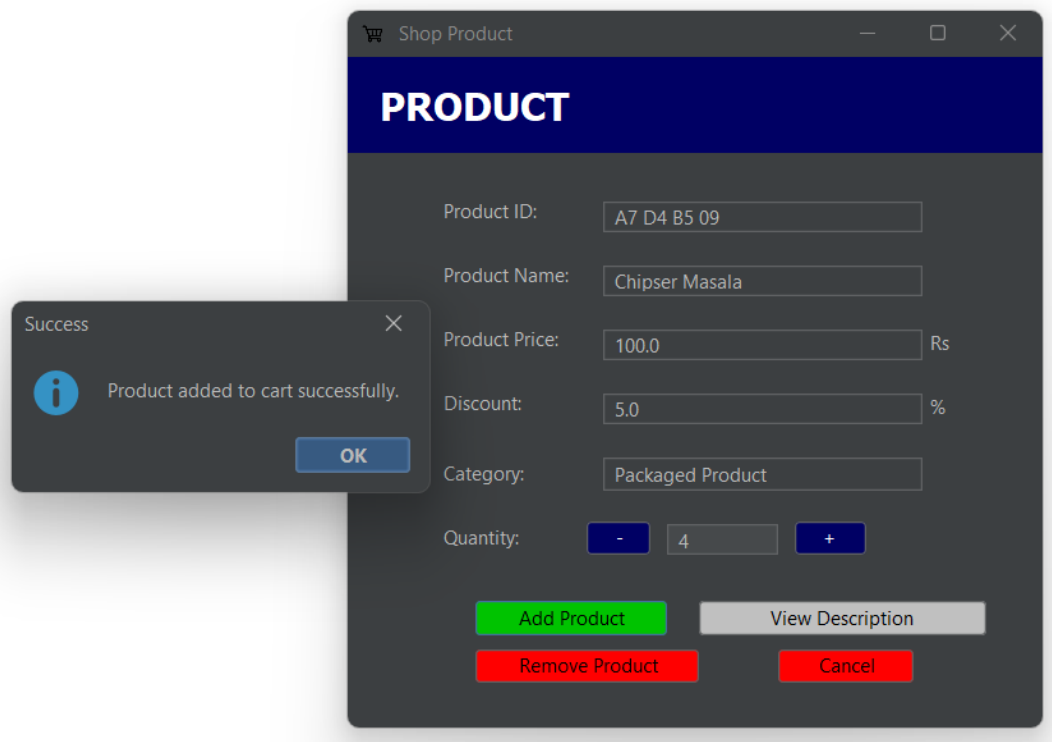 Shop Product
PRODUCT
Product ID: A7 D4 B5 09
Product Name: Chipser Masala
Product Price: 100.0 Rs
Discount: 5.0 %
Category: Packaged Product
Quantity: - 4 +
Add Product View Description
Remove Product Cancel
Success
Product added to cart successfully.
OK